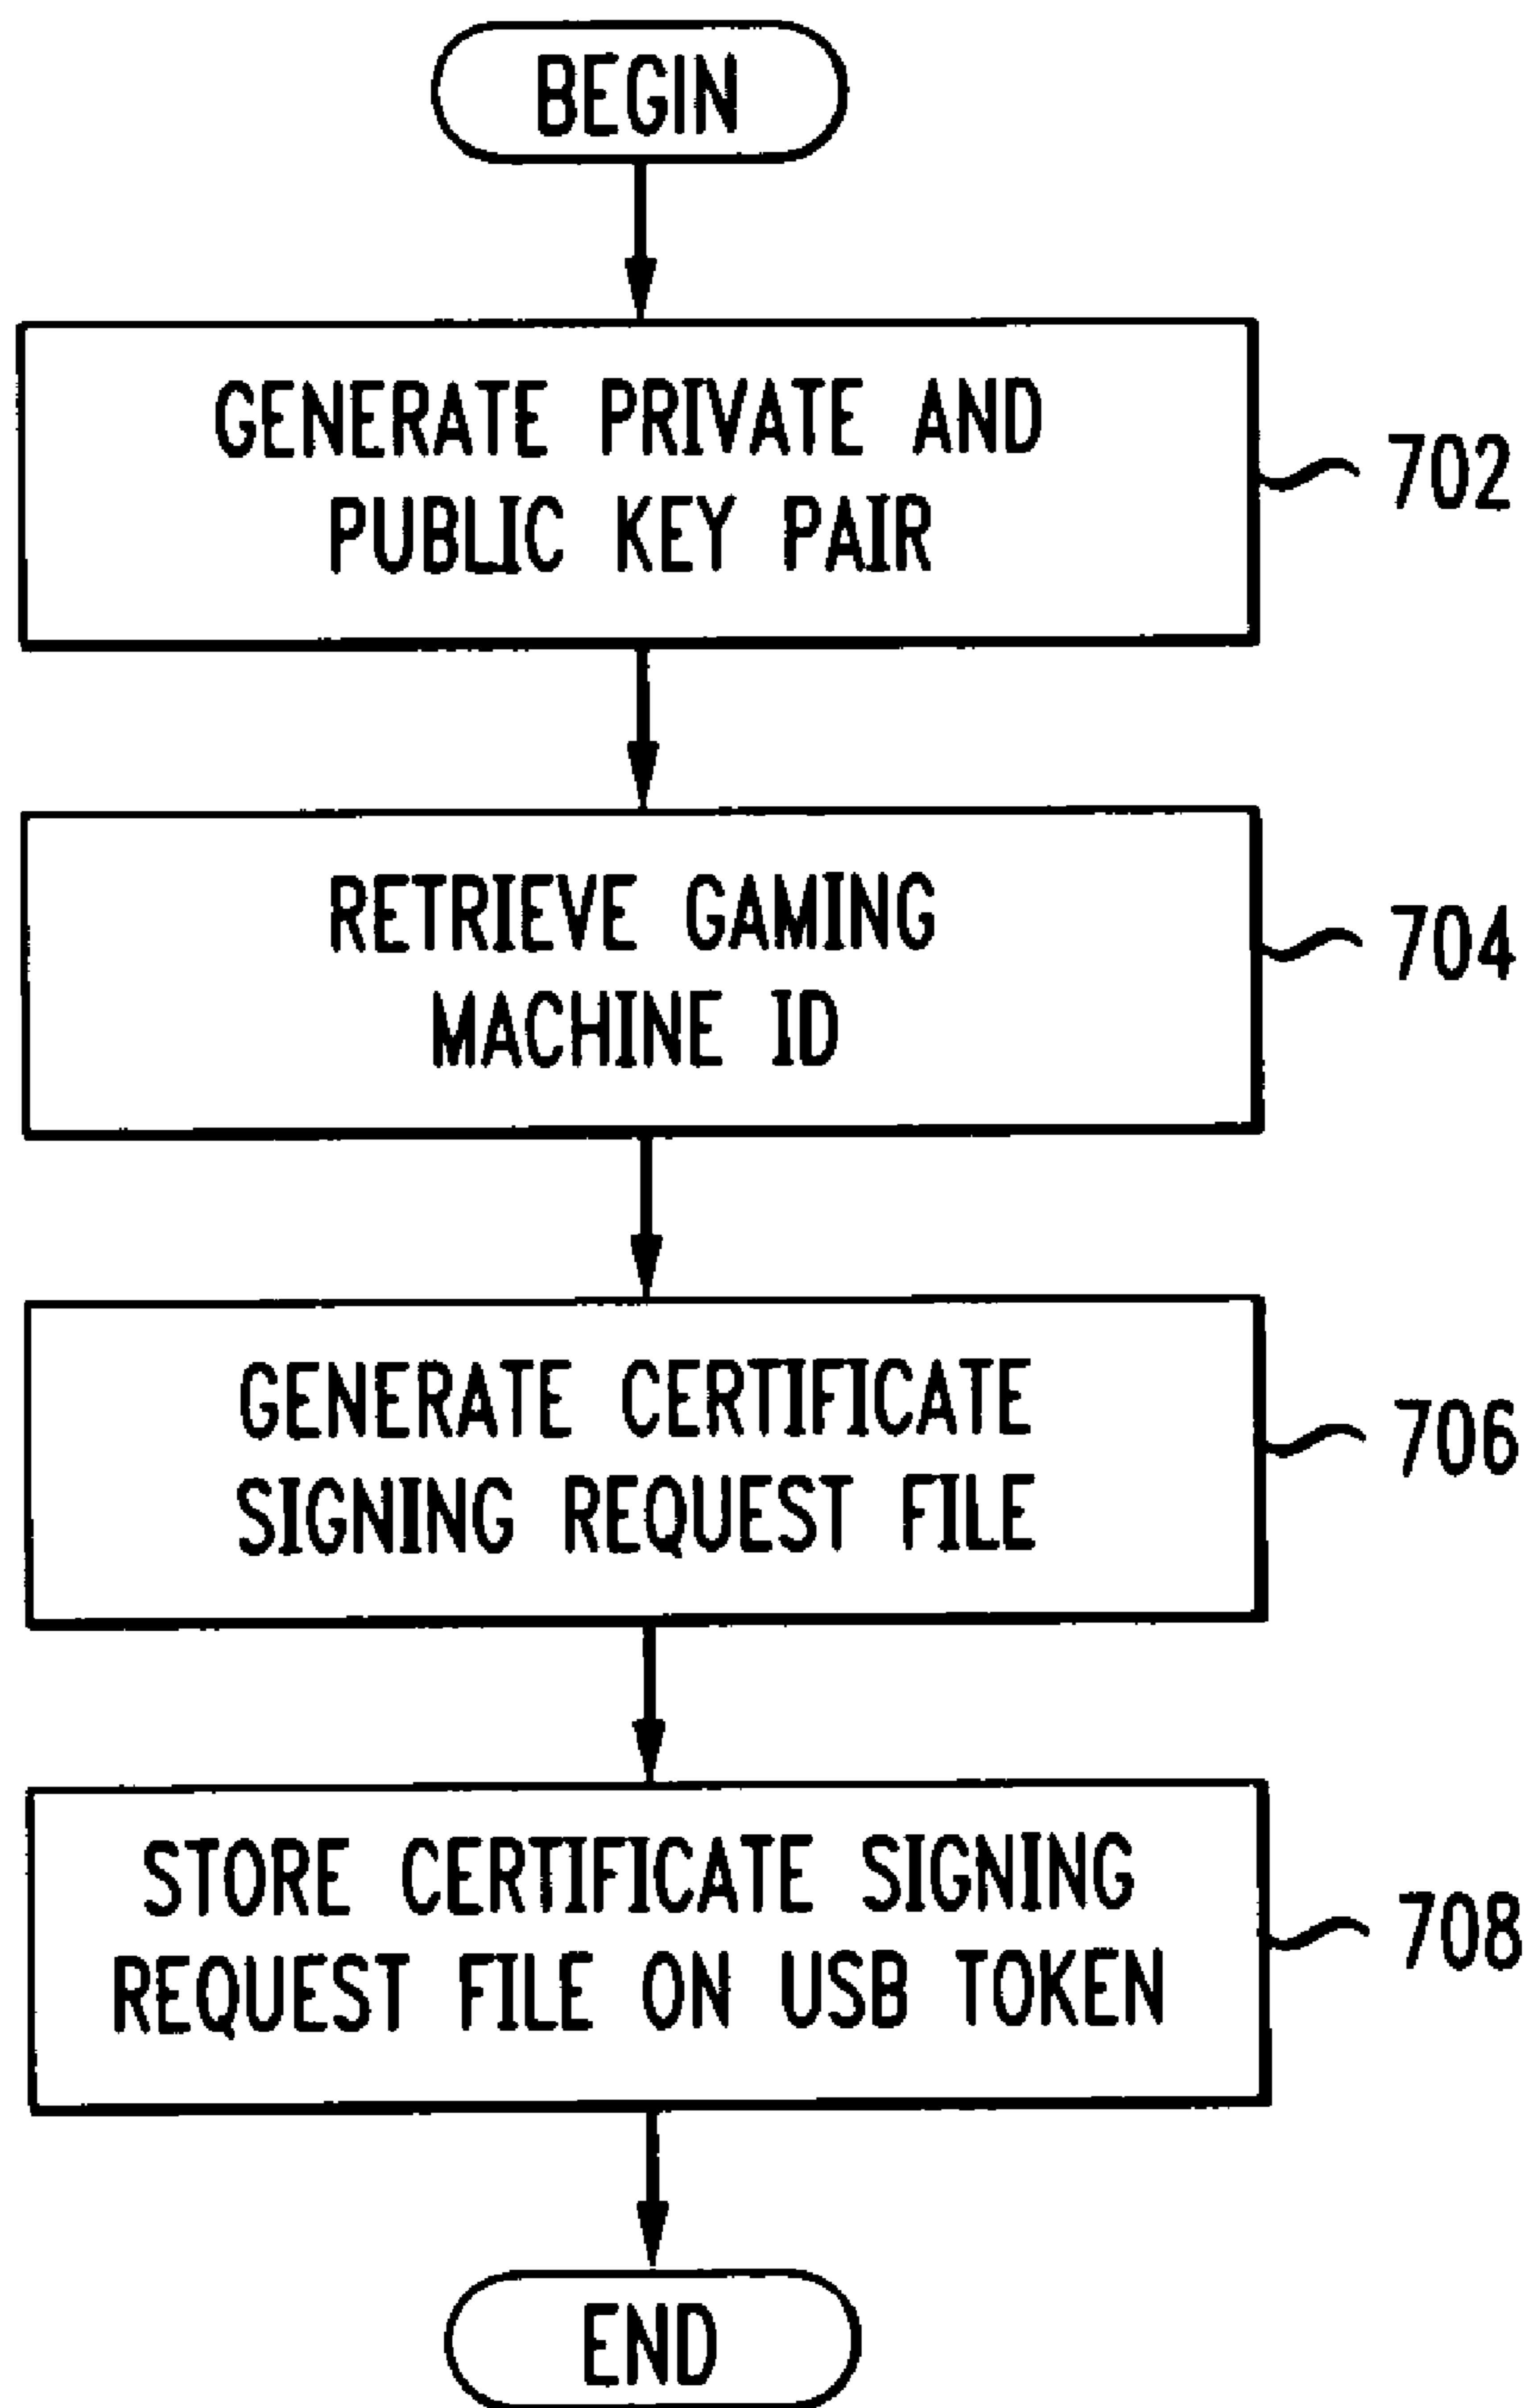 BEGIN
GENERATE PRIVATE AND
PUBLIC KEY PAIR
702
RETRIEVE GAMING
MACHINE ID
704
GENERATE CERTIFICATE
SIGNING REQUEST FILE
706
STORE CERTIFICATE SIGNING
REQUEST FILE ON USB TOKEN
708
END